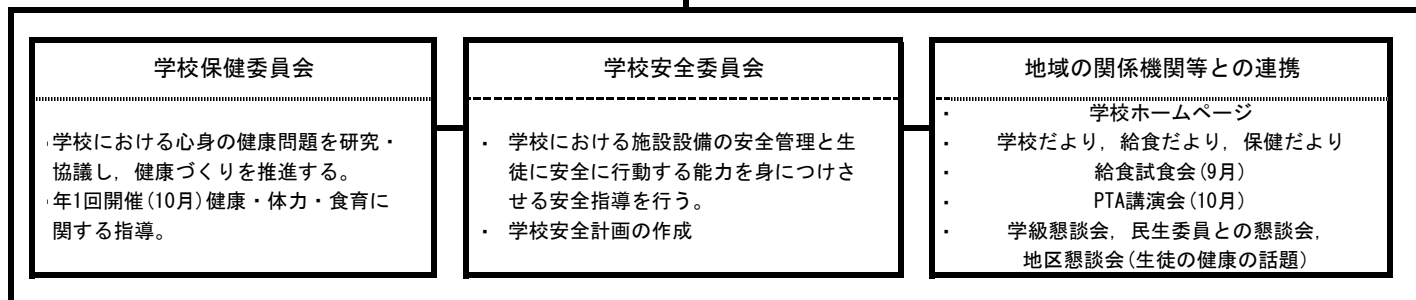 学校保健委員会
・学校における心身の健康問題を研究・
協議し，健康づくりを推進する。
・年1回開催(10月)健康・体力・食育に
関する指導。
学校安全委員会
・ 学校における施設設備の安全管理と生
徒に安全に行動する能力を身につけさ
せる安全指導を行う。
・ 学校安全計画の作成
地域の関係機関等との連携
・ 学校ホームページ
・ 学校だより，給食だより，保健だより
・ 給食試食会(9月)
・ PTA講演会(10月)
・ 学級懇談会，民生委員との懇談会，
地区懇談会(生徒の健康の話題)